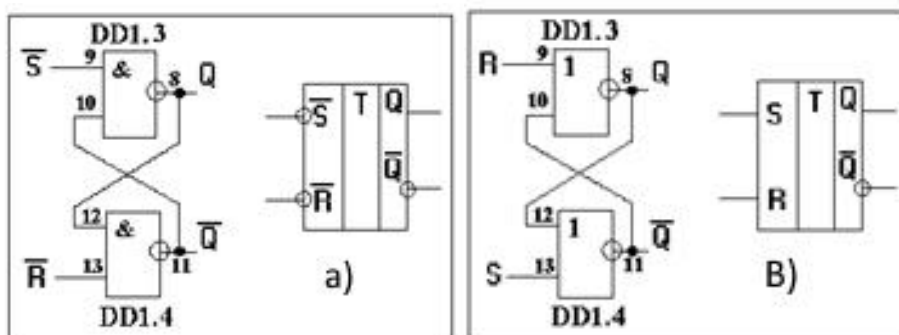 DD1.3
S̅ 9 & 8 Q
10
12 & Q̅
R̅ 13 11
DD1.4
S̅ T Q
R̅ Q̅
a)
DD1.3
R 9 1 8 Q
10
12 1 Q̅
S 13 11
DD1.4
S T Q
R Q̅
B)